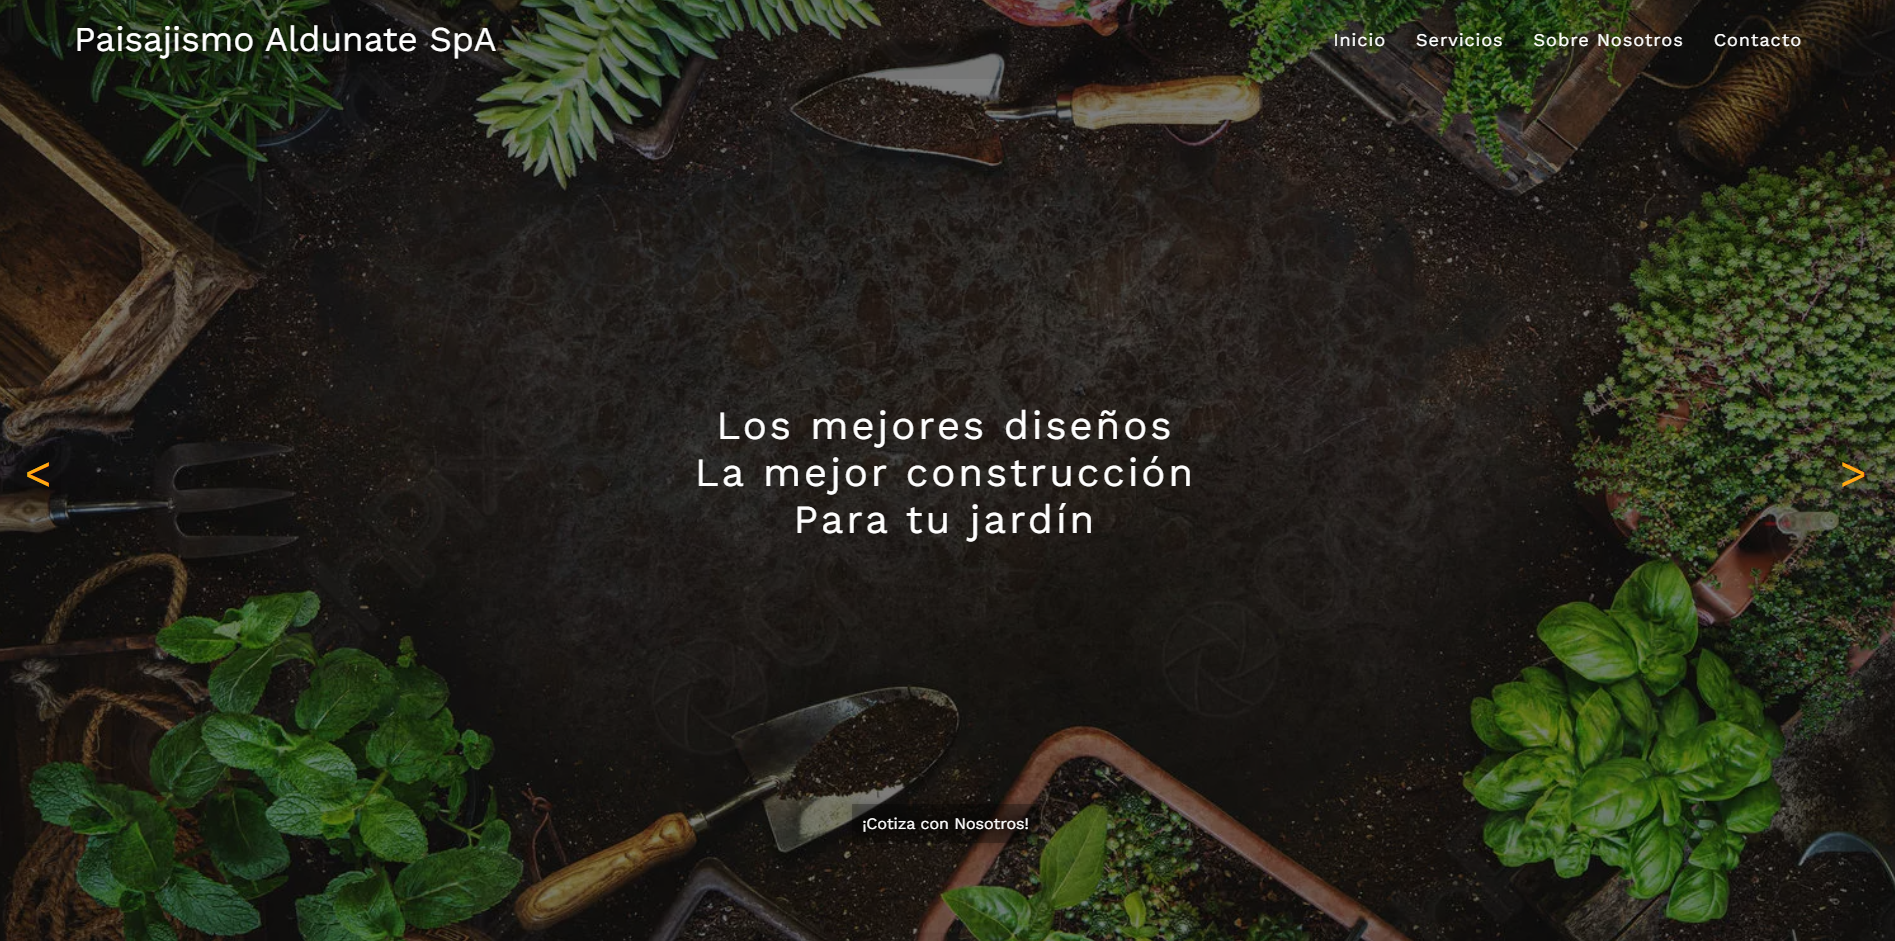 Paisajismo Aldunate SpA
Inicio Servicios Sobre Nosotros Contacto
Los mejores diseños
La mejor construcción
Para tu jardín
<
>
¡Cotiza con Nosotros!